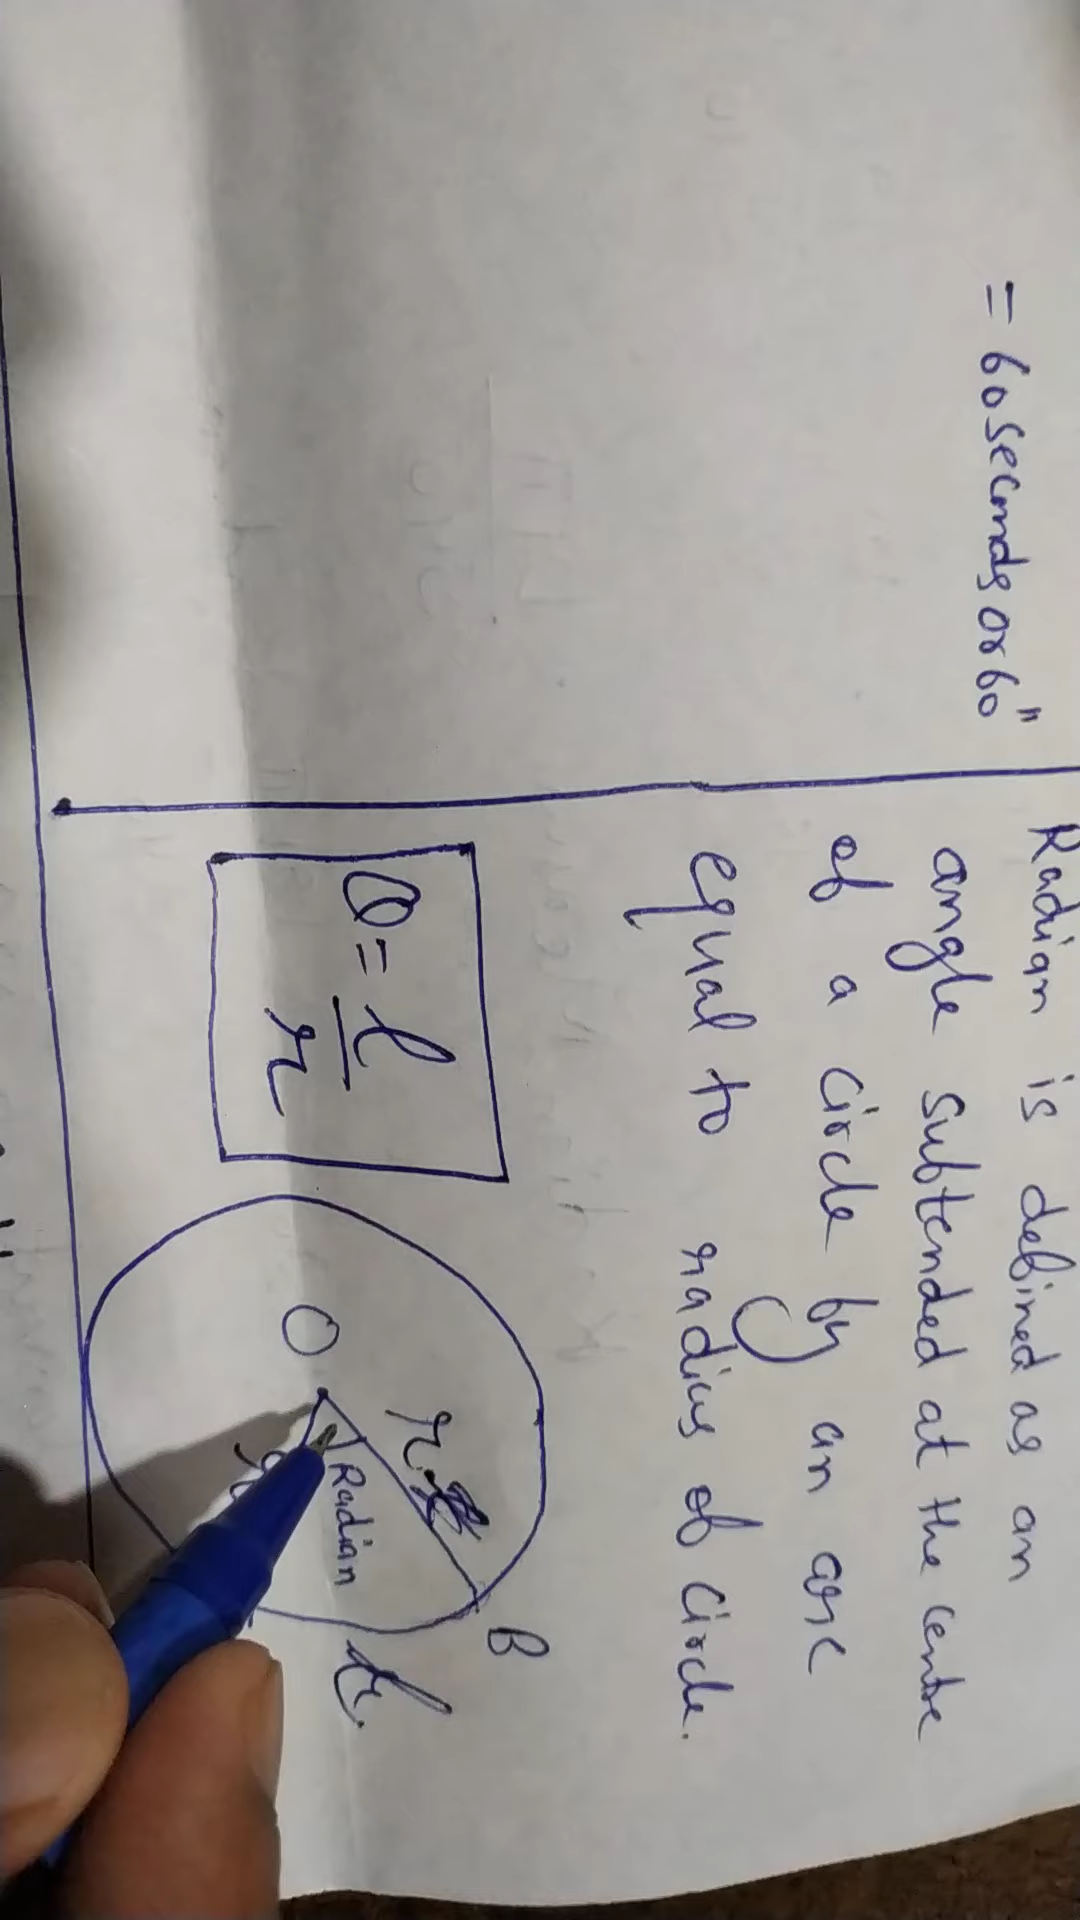 = 60 seconds or 60"
Radian is defined as an
angle subtended at the centre
of a circle by an arc
equal to radius of circle.
θ = l
r
O
r
Radian
B